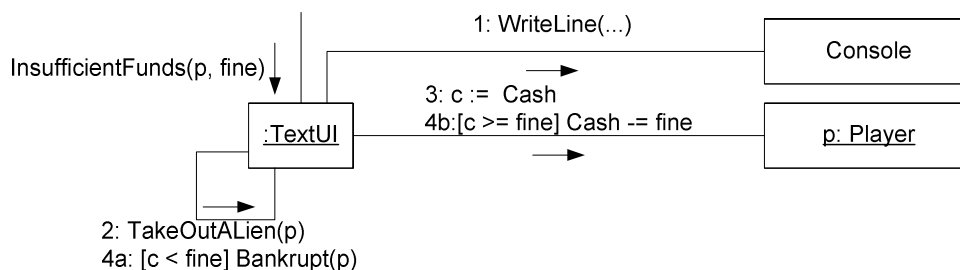 1: WriteLine(...)
Console
InsufficientFunds(p, fine)
3: c := Cash
4b:[c >= fine] Cash -= fine
:TextUI
p: Player
2: TakeOutALien(p)
4a: [c < fine] Bankrupt(p)